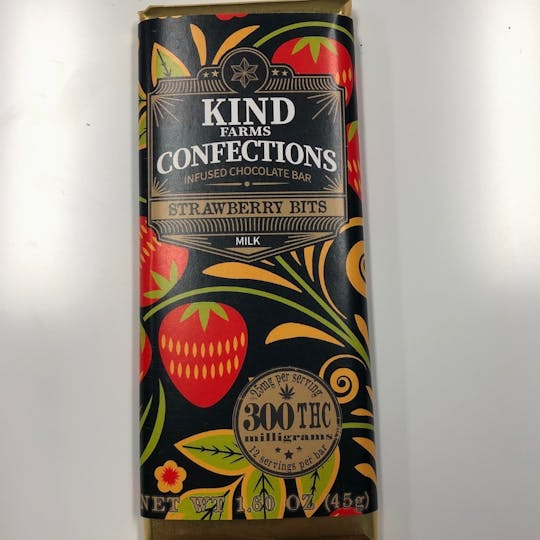 KIND
FARMS
CONFECTIONS
INFUSED CHOCOLATE BAR
STRAWBERRY BITS
MILK
25mg per serving
300 THC
milligrams
12 servings per bar
NET WT 1.60 OZ (45g)